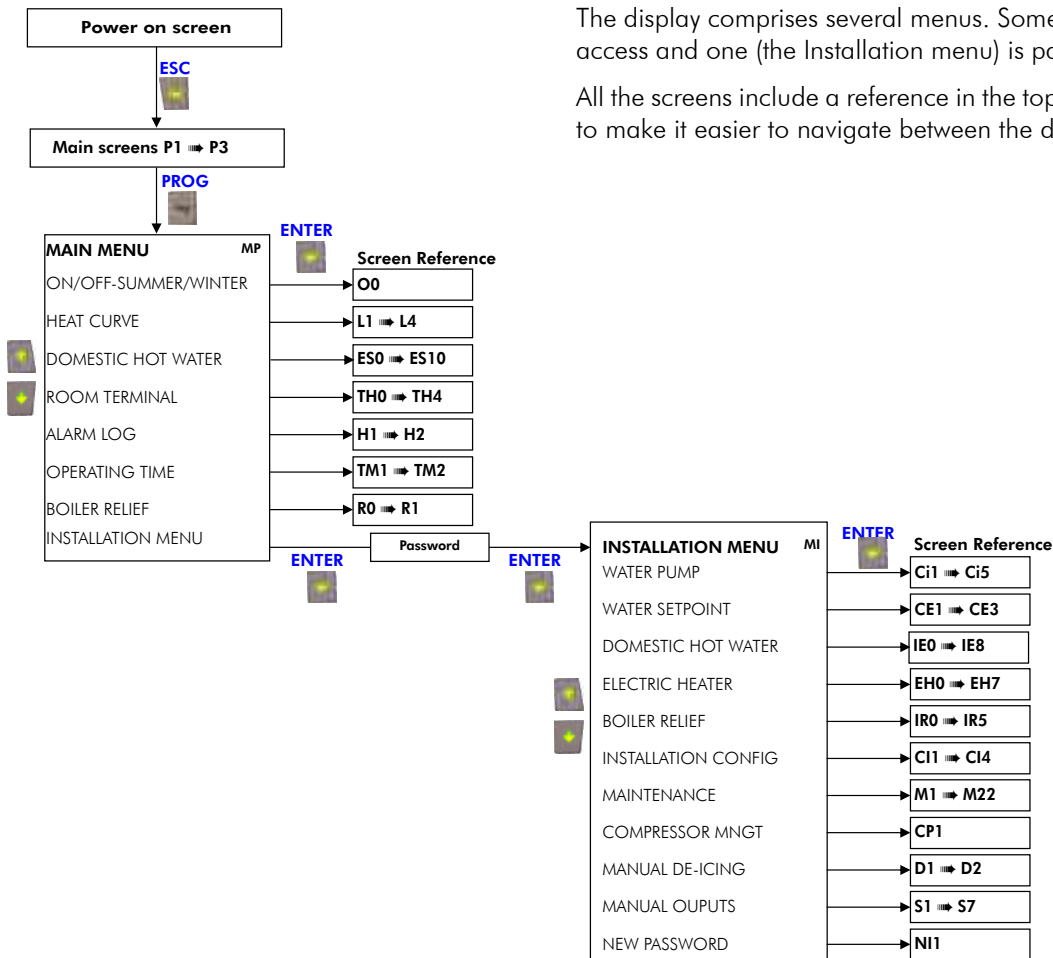 Power on screen
The display comprises several menus. Some
access and one (the Installation menu) is pa
ESC
All the screens include a reference in the top
to make it easier to navigate between the d
Main screens P1 ➠ P3
PROG
ENTER
MAIN MENU MP
Screen Reference
ON/OFF-SUMMER/WINTER O0
HEAT CURVE L1 ➠ L4
DOMESTIC HOT WATER ES0 ➠ ES10
ROOM TERMINAL TH0 ➠ TH4
ALARM LOG H1 ➠ H2
OPERATING TIME TM1 ➠ TM2
BOILER RELIEF R0 ➠ R1
INSTALLATION MENU
ENTER
Password
ENTER
INSTALLATION MENU MI
ENTER
Screen Reference
WATER PUMP Ci1 ➠ Ci5
WATER SETPOINT CE1 ➠ CE3
DOMESTIC HOT WATER IE0 ➠ IE8
ELECTRIC HEATER EH0 ➠ EH7
BOILER RELIEF IR0 ➠ IR5
INSTALLATION CONFIG CI1 ➠ CI4
MAINTENANCE M1 ➠ M22
COMPRESSOR MNGT CP1
MANUAL DE-ICING D1 ➠ D2
MANUAL OUPUTS S1 ➠ S7
NEW PASSWORD NI1